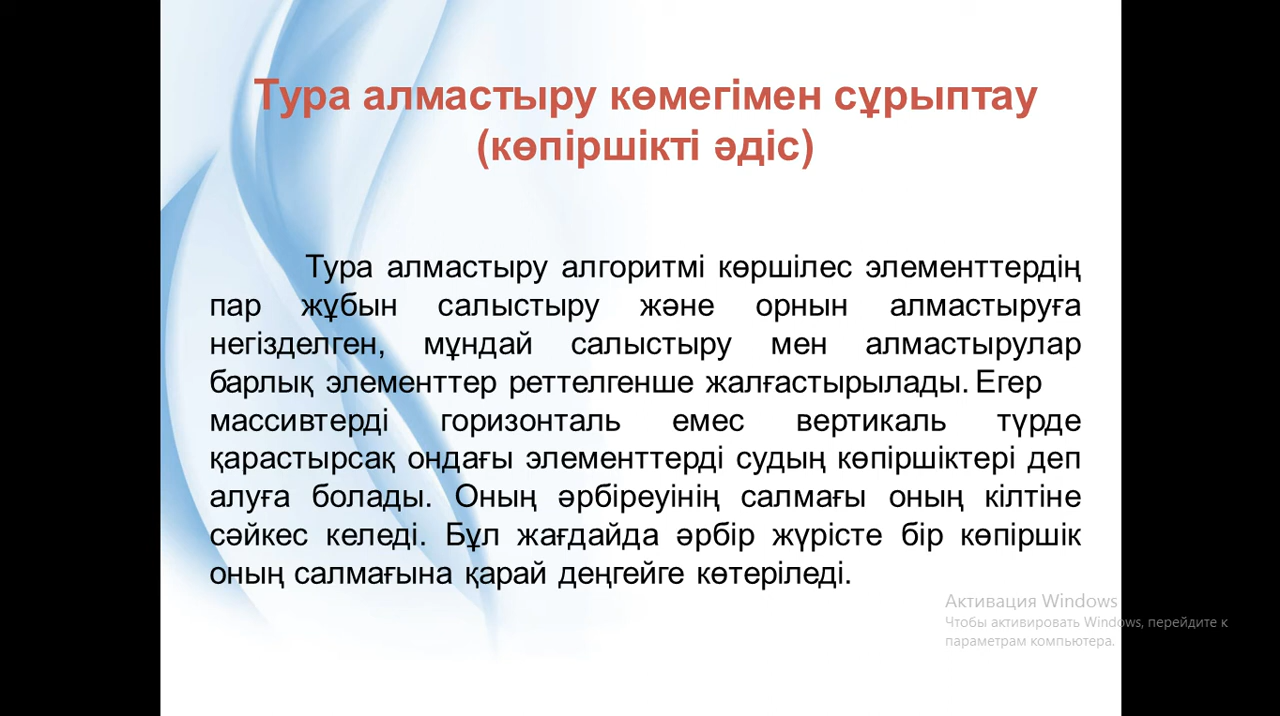 Тура алмастыру көмегімен сұрыптау
(көпіршікті әдіс)
Тура алмастыру алгоритмі көршілес элементтердің
пар жұбын салыстыру және орнын алмастыруға
негізделген, мұндай салыстыру мен алмастырулар
барлық элементтер реттелгенше жалғастырылады. Егер
массивтерді горизонталь емес вертикаль түрде
қарастырсақ ондағы элементтерді судың көпіршіктері деп
алуға болады. Оның әрбіреуінің салмағы оның кілтіне
сәйкес келеді. Бұл жағдайда әрбір жүрісте бір көпіршік
оның салмағына қарай деңгейге көтеріледі.
Активация Windows
Чтобы активировать Windows, перейдите к
параметрам компьютера.